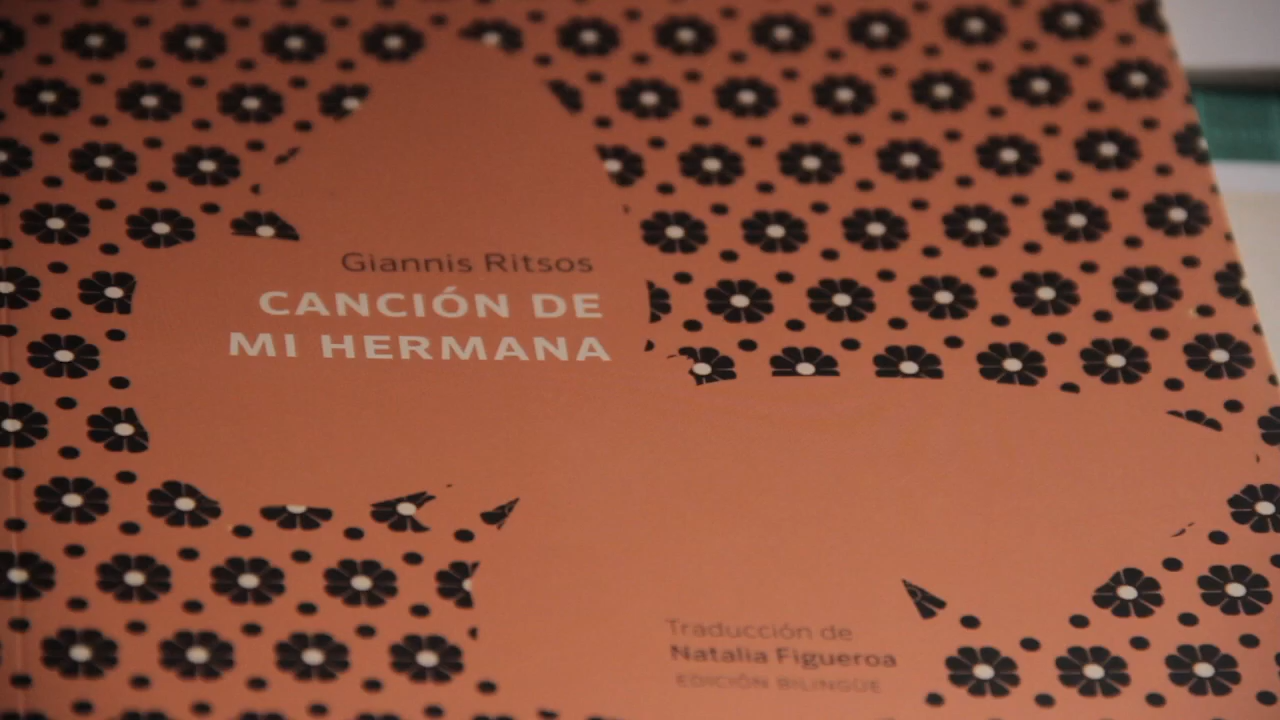 Giannis Ritsos
CANCIÓN DE
MI HERMANA
Traducción de
Natalia Figueroa
EDICIÓN BILINGÜE